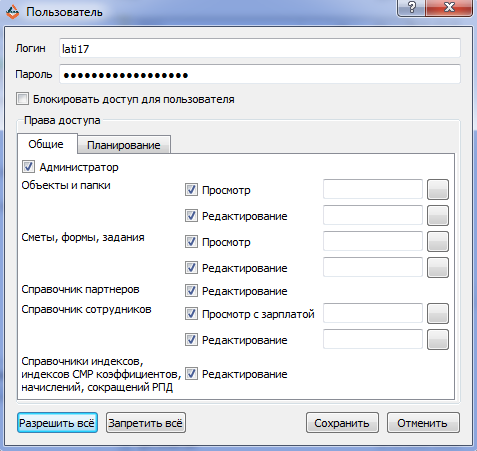 Пользователь
Логин lati17
Пароль ●●●●●●●●●●●●●●●●●●
Блокировать доступ для пользователя
Права доступа
Общие Планирование
Администратор
Объекты и папки Просмотр
Редактирование
Сметы, формы, задания Просмотр
Редактирование
Справочник партнеров Редактирование
Справочник сотрудников Просмотр с зарплатой
Редактирование
Справочники индексов,
индексов СМР коэффициентов, Редактирование
начислений, сокращений РПД
Разрешить всё Запретить всё Сохранить Отменить